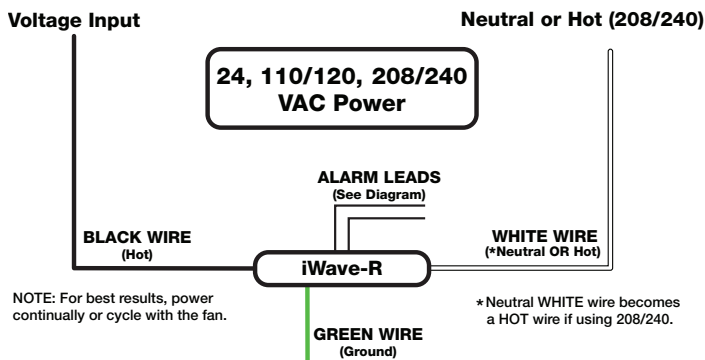 Voltage Input
Neutral or Hot (208/240)
24, 110/120, 208/240
VAC Power
ALARM LEADS
(See Diagram)
BLACK WIRE
(Hot)
WHITE WIRE
(*Neutral OR Hot)
iWave-R
NOTE: For best results, power
continually or cycle with the fan.
*Neutral WHITE wire becomes
a HOT wire if using 208/240.
GREEN WIRE
(Ground)